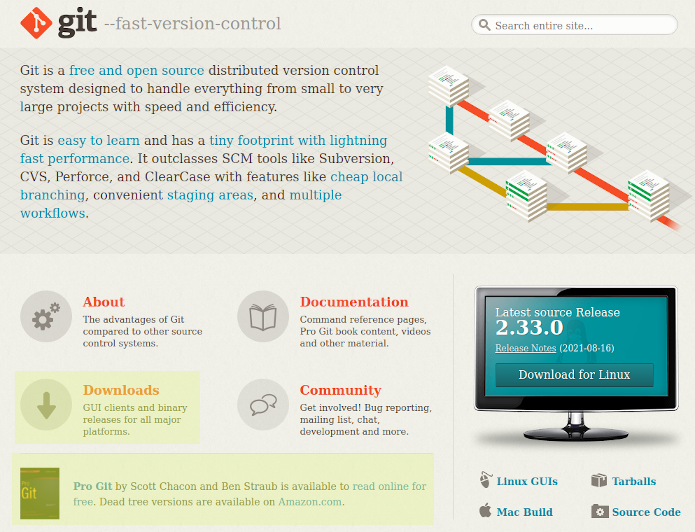 git --fast-version-control
Search entire site...
Git is a free and open source distributed version control
system designed to handle everything from small to very
large projects with speed and efficiency.
Git is easy to learn and has a tiny footprint with lightning
fast performance. It outclasses SCM tools like Subversion,
CVS, Perforce, and ClearCase with features like cheap local
branching, convenient staging areas, and multiple
workflows.
About
The advantages of Git
compared to other source
control systems.
Documentation
Command reference pages,
Pro Git book content, videos
and other material.
Downloads
GUI clients and binary
releases for all major
platforms.
Community
Get involved! Bug reporting,
mailing list, chat,
development and more.
Pro
Git
Pro Git by Scott Chacon and Ben Straub is available to read online for
free. Dead tree versions are available on Amazon.com.
Latest source Release
2.33.0
Release Notes (2021-08-16)
Download for Linux
Linux GUIs
Tarballs
Mac Build
Source Code